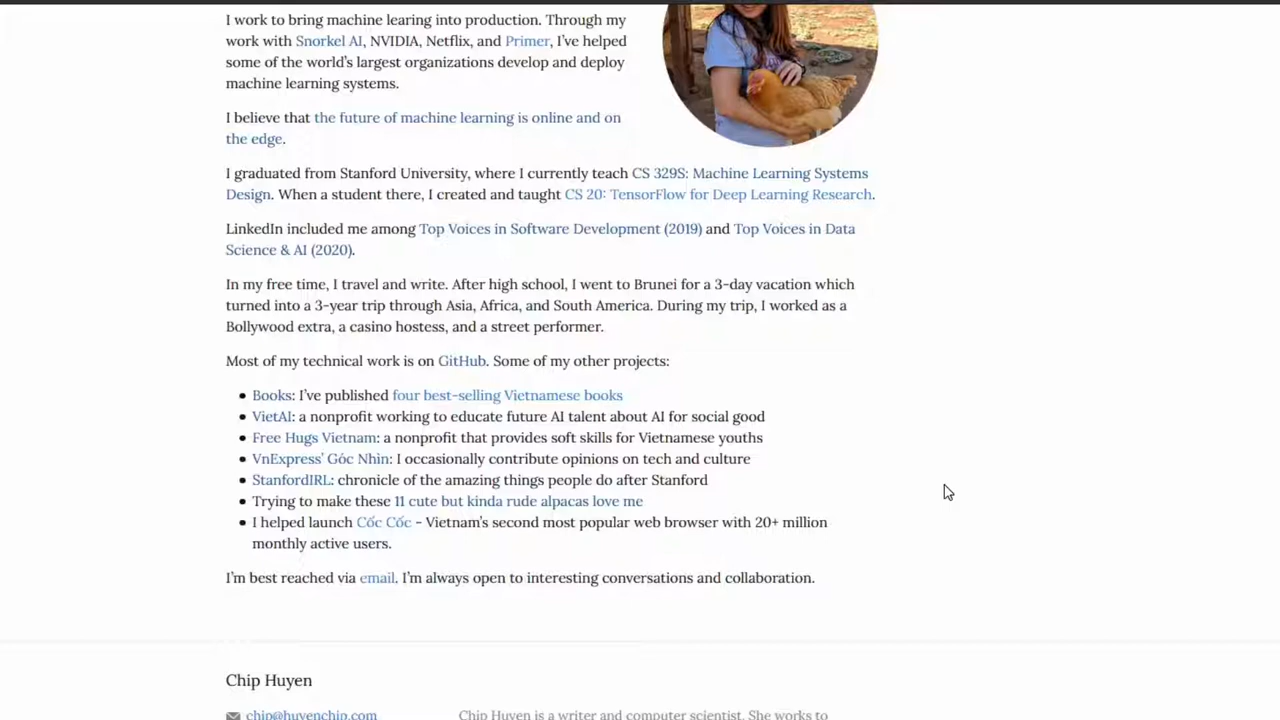 I work to bring machine learing into production. Through my
work with Snorkel AI, NVIDIA, Netflix, and Primer, I've helped
some of the world's largest organizations develop and deploy
machine learning systems.
I believe that the future of machine learning is online and on
the edge.
I graduated from Stanford University, where I currently teach CS 329S: Machine Learning Systems
Design. When a student there, I created and taught CS 20: TensorFlow for Deep Learning Research.
LinkedIn included me among Top Voices in Software Development (2019) and Top Voices in Data
Science & AI (2020).
In my free time, I travel and write. After high school, I went to Brunei for a 3-day vacation which
turned into a 3-year trip through Asia, Africa, and South America. During my trip, I worked as a
Bollywood extra, a casino hostess, and a street performer.
Most of my technical work is on GitHub. Some of my other projects:
• Books: I've published four best-selling Vietnamese books
• VietAI: a nonprofit working to educate future AI talent about AI for social good
• Free Hugs Vietnam: a nonprofit that provides soft skills for Vietnamese youths
• VnExpress' Góc Nhìn: I occasionally contribute opinions on tech and culture
• StanfordIRL: chronicle of the amazing things people do after Stanford
• Trying to make these 11 cute but kinda rude alpacas love me
• I helped launch Cốc Cốc - Vietnam's second most popular web browser with 20+ million
monthly active users.
I'm best reached via email. I'm always open to interesting conversations and collaboration.
Chip Huyen
chip@huyenchip.com
Chip Huyen is a writer and computer scientist. She works to